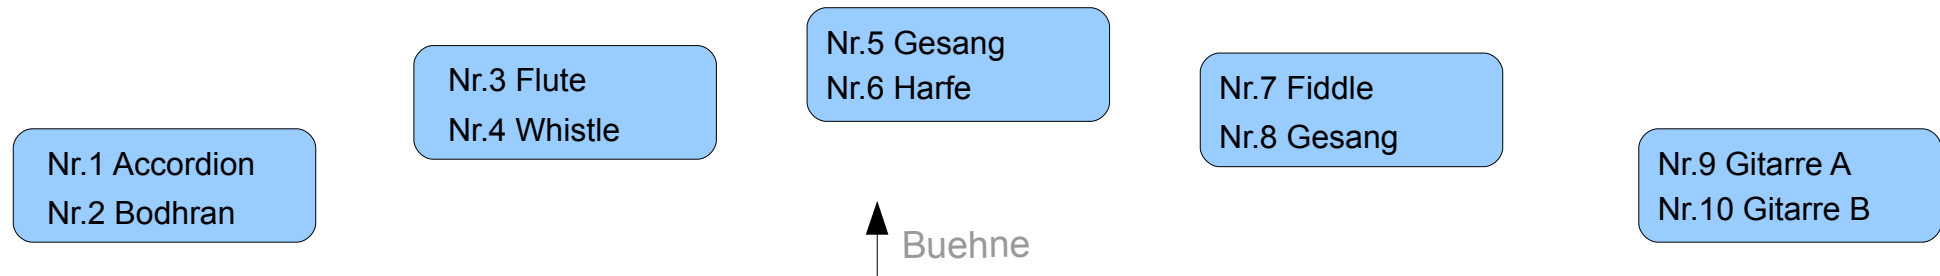 Nr.1 Accordion
Nr.2 Bodhran
Nr.3 Flute
Nr.4 Whistle
Nr.5 Gesang
Nr.6 Harfe
Nr.7 Fiddle
Nr.8 Gesang
Nr.9 Gitarre A
Nr.10 Gitarre B
Buehne